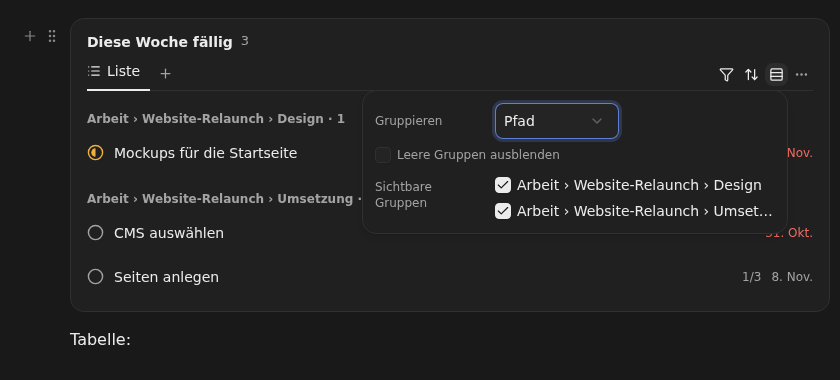 Diese Woche fällig 3
Liste
Arbeit › Website-Relaunch › Design · 1
Gruppieren Pfad
Mockups für die Startseite Nov.
Leere Gruppen ausblenden
Sichtbare Gruppen
Arbeit › Website-Relaunch › Design
Arbeit › Website-Relaunch › Umset...
Arbeit › Website-Relaunch › Umsetzung ·
CMS auswählen Okt.
Seiten anlegen 1/3 8. Nov.
Tabelle: